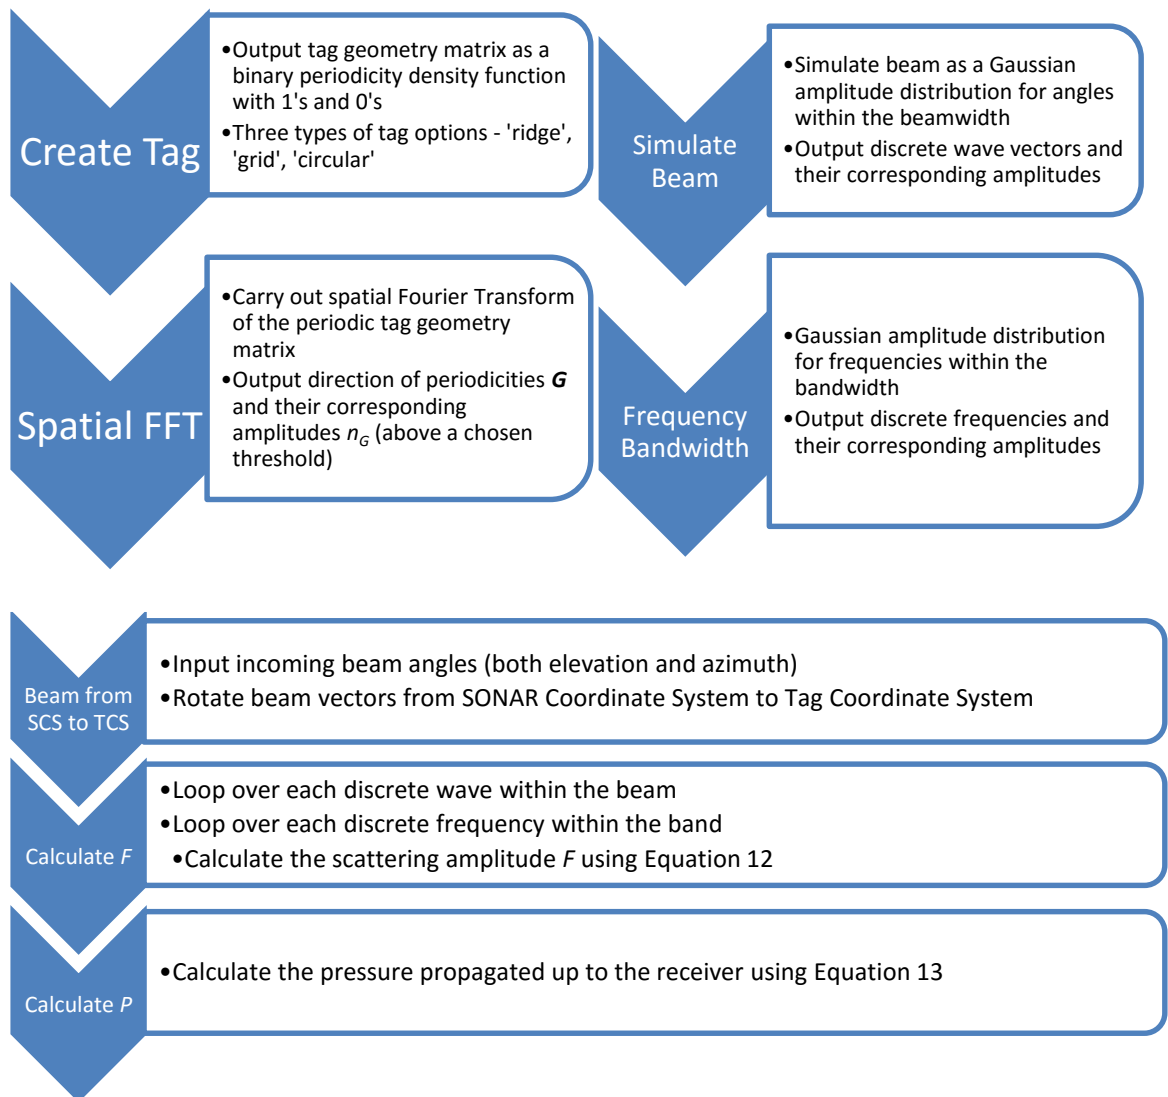 Create Tag
•Output tag geometry matrix as a
binary periodicity density function
with 1's and 0's
•Three types of tag options - 'ridge',
'grid', 'circular'
Spatial FFT
•Carry out spatial Fourier Transform
of the periodic tag geometry
matrix
•Output direction of periodicities G
and their corresponding
amplitudes nG (above a chosen
threshold)
Simulate
Beam
•Simulate beam as a Gaussian
amplitude distribution for angles
within the beamwidth
•Output discrete wave vectors and
their corresponding amplitudes
Frequency
Bandwidth
•Gaussian amplitude distribution
for frequencies within the
bandwidth
•Output discrete frequencies and
their corresponding amplitudes
Beam from
SCS to TCS
•Input incoming beam angles (both elevation and azimuth)
•Rotate beam vectors from SONAR Coordinate System to Tag Coordinate System
Calculate F
•Loop over each discrete wave within the beam
•Loop over each discrete frequency within the band
•Calculate the scattering amplitude F using Equation 12
Calculate P
•Calculate the pressure propagated up to the receiver using Equation 13